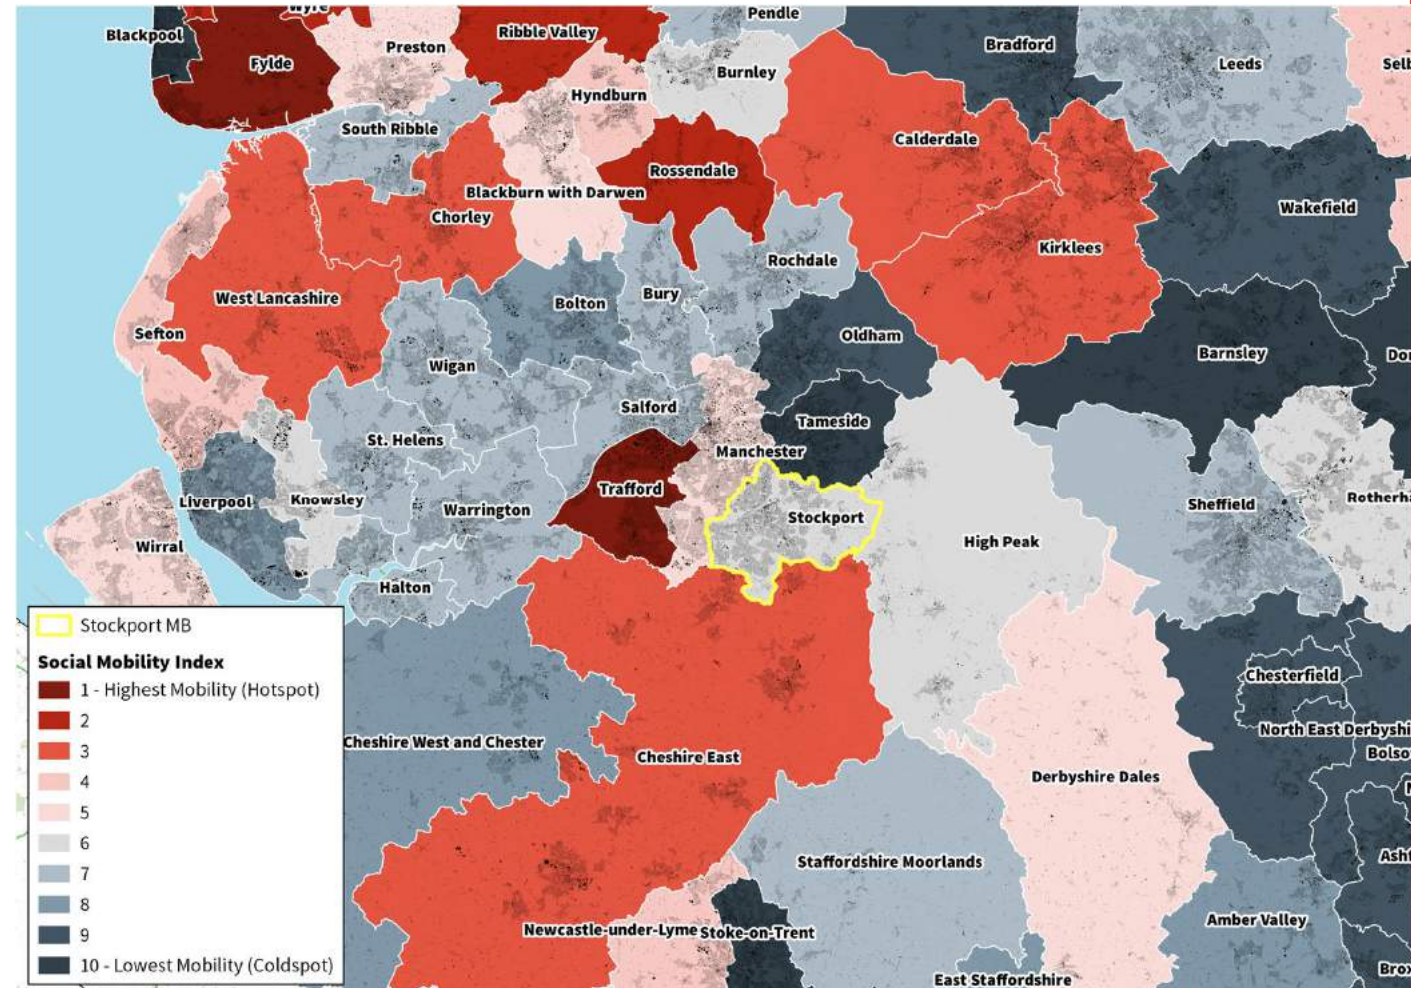 Wyre
Pendle
Blackpool
Ribble Valley
Preston
Bradford
Fylde
Leeds
Selb
Burnley
Hyndburn
South Ribble
Calderdale
Rossendale
Blackburn with Darwen
Wakefield
Chorley
Kirklees
Rochdale
West Lancashire
Bury
Bolton
Sefton
Oldham
Barnsley
Don
Wigan
Salford
Tameside
St. Helens
Manchester
Trafford
Liverpool
Knowsley
Rotherha
Sheffield
Warrington
Stockport
High Peak
Wirral
Halton
Stockport MB
Social Mobility Index
1 - Highest Mobility (Hotspot)
2
3
4
5
6
7
8
9
10 - Lowest Mobility (Coldspot)
Chesterfield
North East Derbyshi
Cheshire West and Chester
Bolso
Cheshire East
Derbyshire Dales
Ashf
Staffordshire Moorlands
Amber Valley
Newcastle-under-Lyme
Stoke-on-Trent
Brox
East Staffordshire